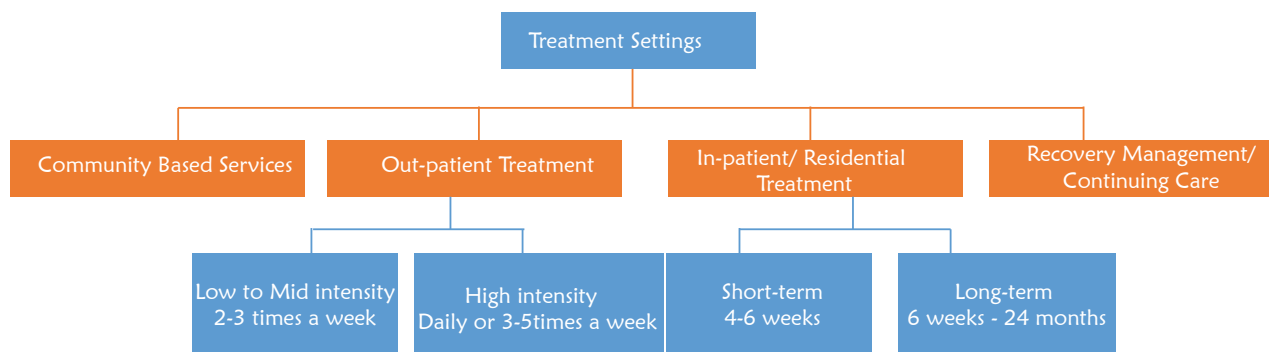 Treatment Settings
Community Based Services
Out-patient Treatment
In-patient/ Residential
Treatment
Recovery Management/
Continuing Care
Low to Mid intensity
2-3 times a week
High intensity
Daily or 3-5times a week
Short-term
4-6 weeks
Long-term
6 weeks - 24 months